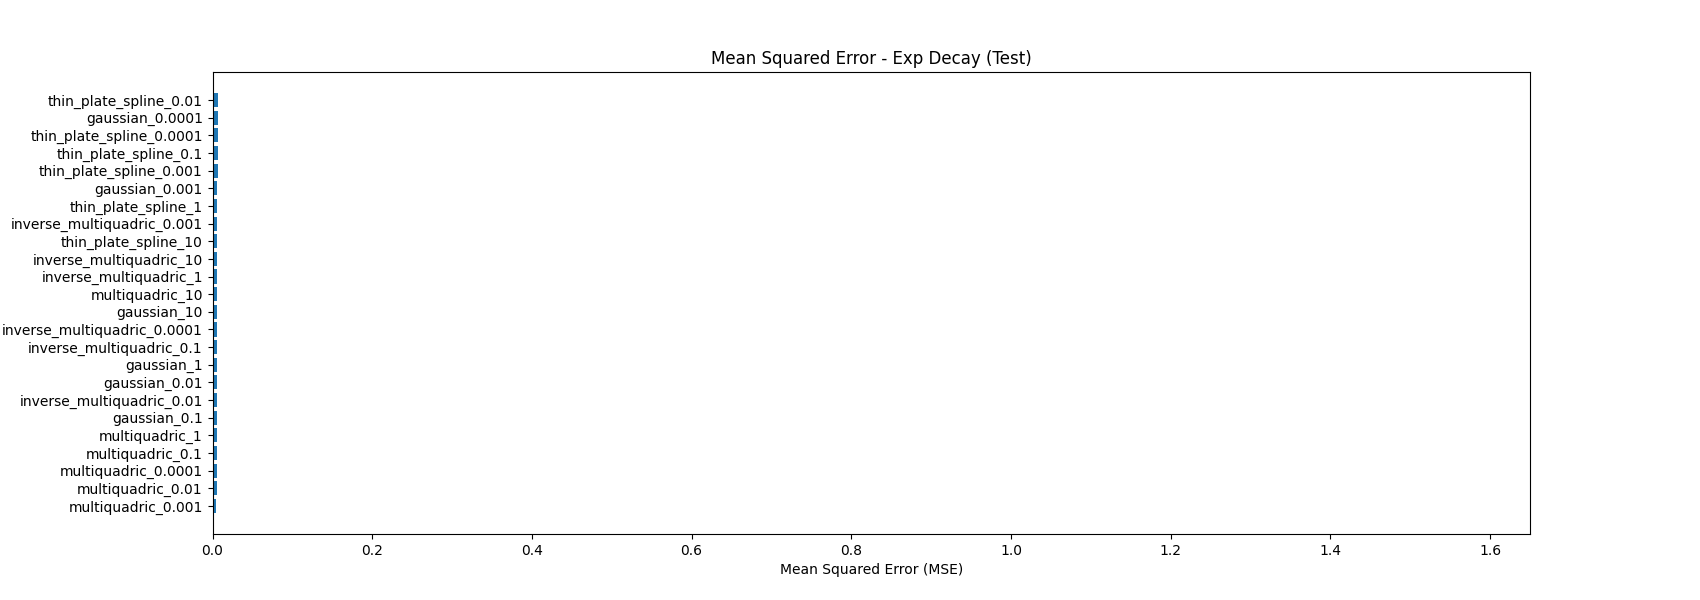 Mean Squared Error - Exp Decay (Test)
thin_plate_spline_0.01
gaussian_0.0001
thin_plate_spline_0.0001
thin_plate_spline_0.1
thin_plate_spline_0.001
gaussian_0.001
thin_plate_spline_1
inverse_multiquadric_0.001
thin_plate_spline_10
inverse_multiquadric_10
inverse_multiquadric_1
multiquadric_10
gaussian_10
inverse_multiquadric_0.0001
inverse_multiquadric_0.1
gaussian_1
gaussian_0.01
inverse_multiquadric_0.01
gaussian_0.1
multiquadric_1
multiquadric_0.1
multiquadric_0.0001
multiquadric_0.01
multiquadric_0.001
0.0 0.2 0.4 0.6 0.8 1.0 1.2 1.4 1.6
Mean Squared Error (MSE)